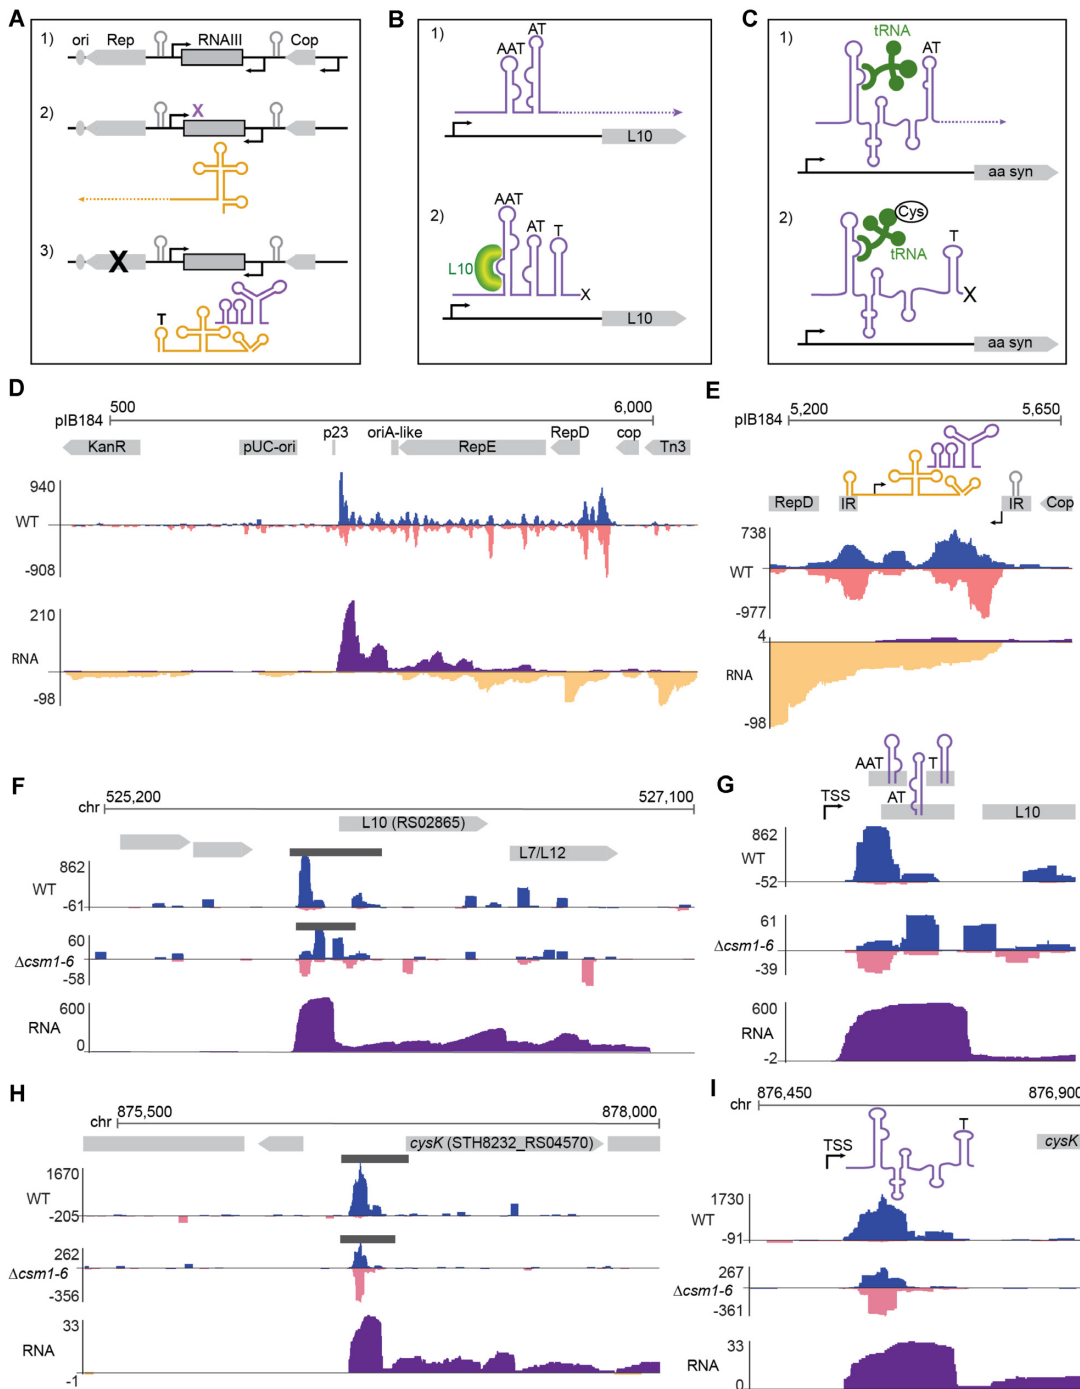 A
1)
ori
Rep
RNAIII
Cop
2)
X
3)
X
T
B
1)
AAT
AT
L10
2)
AAT
AT
T
L10
X
L10
C
1)
tRNA
AT
aa syn
2)
Cys
tRNA
T
X
aa syn
D
pIB184
500
6,000
KanR
pUC-ori
p23
oriA-like
RepE
RepD
cop
Tn3
940
WT
-908
210
RNA
-98
E
pIB184
5,200
5,650
RepD
IR
IR
Cop
738
WT
-977
4
RNA
-98
F
chr
525,200
527,100
L10 (RS02865)
L7/L12
862
WT
-61
60
Δcsm1-6
-58
600
RNA
0
G
TSS
AAT
AT
T
L10
862
WT
-52
61
Δcsm1-6
-39
600
RNA
-2
H
chr
875,500
878,000
cysK (STH8232_RS04570)
1670
WT
-205
262
Δcsm1-6
-356
33
RNA
-1
I
chr
876,450
876,900
TSS
T
cysK
1730
WT
-91
267
Δcsm1-6
-361
33
RNA
0